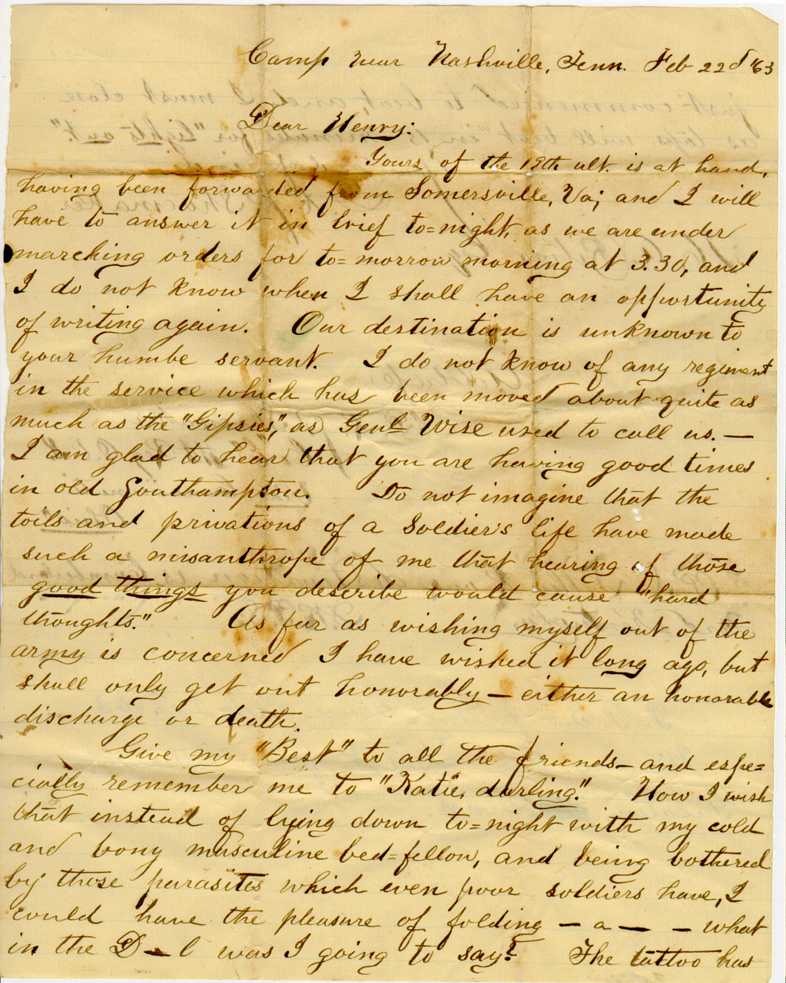 Camp near Nashville, Tenn. Feb 22d '63
Dear Henry:
Yours of the 19th ult. is at hand,
having been forwarded from Somersville, Va; and I will
have to answer it in brief to=night, as we are under
marching orders for to=morrow morning at 3.30, and
I do not know when I shall have an opportunity
of writing again. Our destination is unknown to
your humbe servant. I do not know of any regiment
in the service which has been moved about quite as
much as the "Gipsies", as Genl Wise used to call us. —
I am glad to hear that you are having good times
in old Southampton. Do not imagine that the
toils and privations of a Soldier's life have made
such a misanthrope of me that hearing of those
good things you describe would cause "hard
thoughts." As far as wishing myself out of the
army is concerned I have wished it long ago, but
shall only get out honorably — either an honorable
discharge or death.
Give my "Best" to all the friends — and espe=
cially remember me to "Katie, darling." How I wish
that instead of lying down to=night with my cold
and bony masculine bed=fellow, and being bothered
by those parasites which even poor soldiers have, I
could have the pleasure of folding — a — — — what
in the D—l was I going to say? The tattoo has